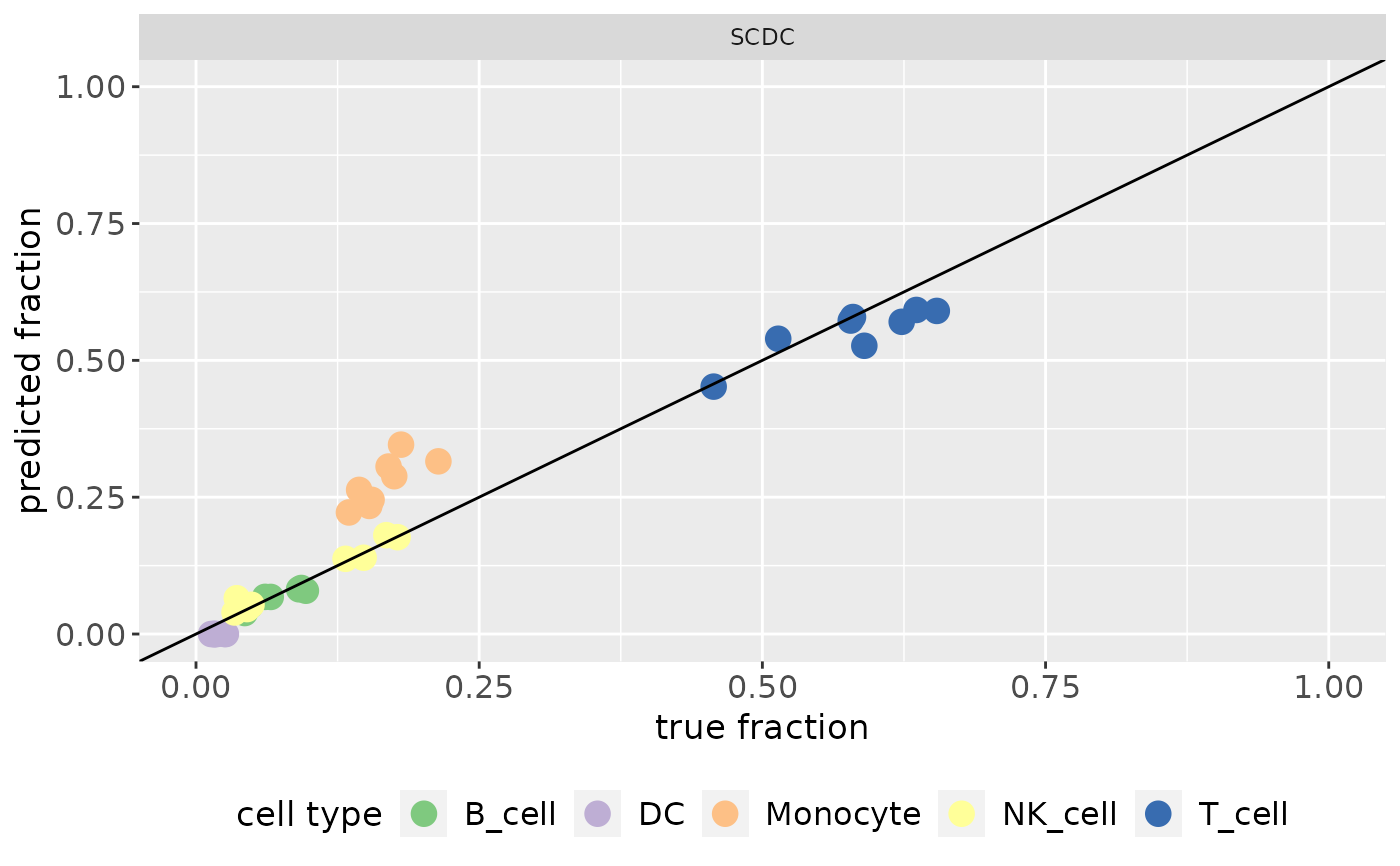 SCDC
1.00
0.75
0.50
0.25
0.00
predicted fraction
0.00 0.25 0.50 0.75 1.00
true fraction
cell type B_cell DC Monocyte NK_cell T_cell